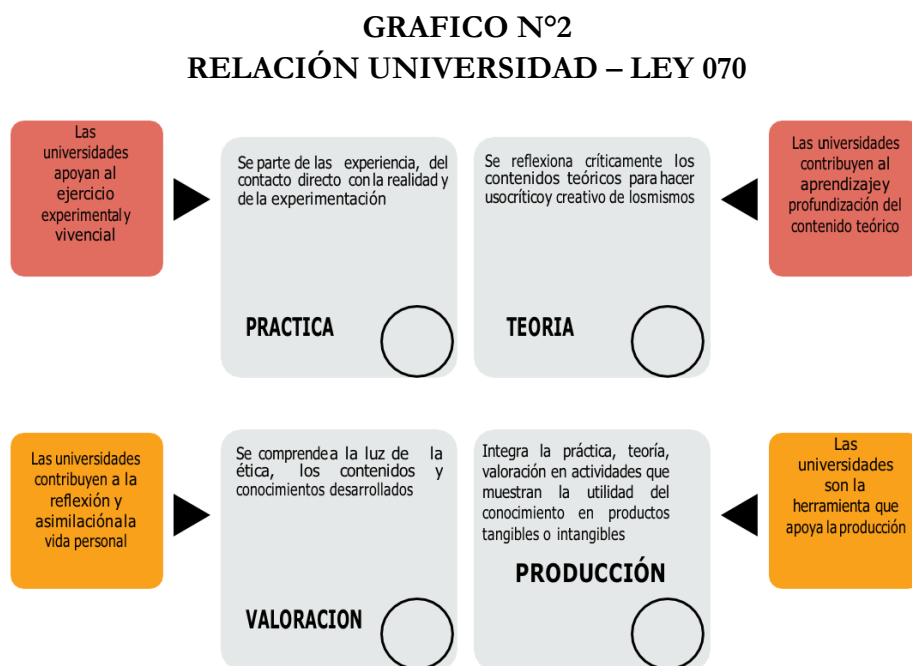 GRAFICO N°2
RELACIÓN UNIVERSIDAD – LEY 070
Las
universidades
apoyan al
ejercicio
experimental y
vivencial
Se parte de las experiencia, del
contacto directo con la realidad y
de la experimentación
PRACTICA
Se reflexiona críticamente los
contenidos teóricos para hacer
usocríticoy creativo de losmismos
TEORIA
Las universidades
contribuyen al
aprendizaje y
profundización del
contenido teórico
Las universidades
contribuyen a la
reflexión y
asimilación a la
vida personal
Se comprende a la luz de la
ética, los contenidos y
conocimientos desarrollados
VALORACION
Integra la práctica, teoría,
valoración en actividades que
muestran la utilidad del
conocimiento en productos
tangibles o intangibles
PRODUCCIÓN
Las
universidades
son la
herramienta que
apoya la producción